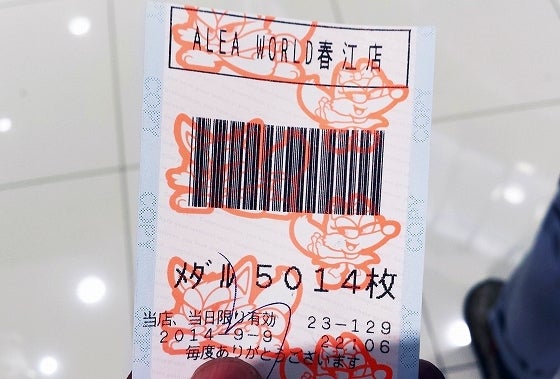 ALEA WORLD春江店
ﾒﾀﾞﾙ 5014枚
当店、当日限り有効 23-129
2014-9-9 22:06
毎度ありがとうございます